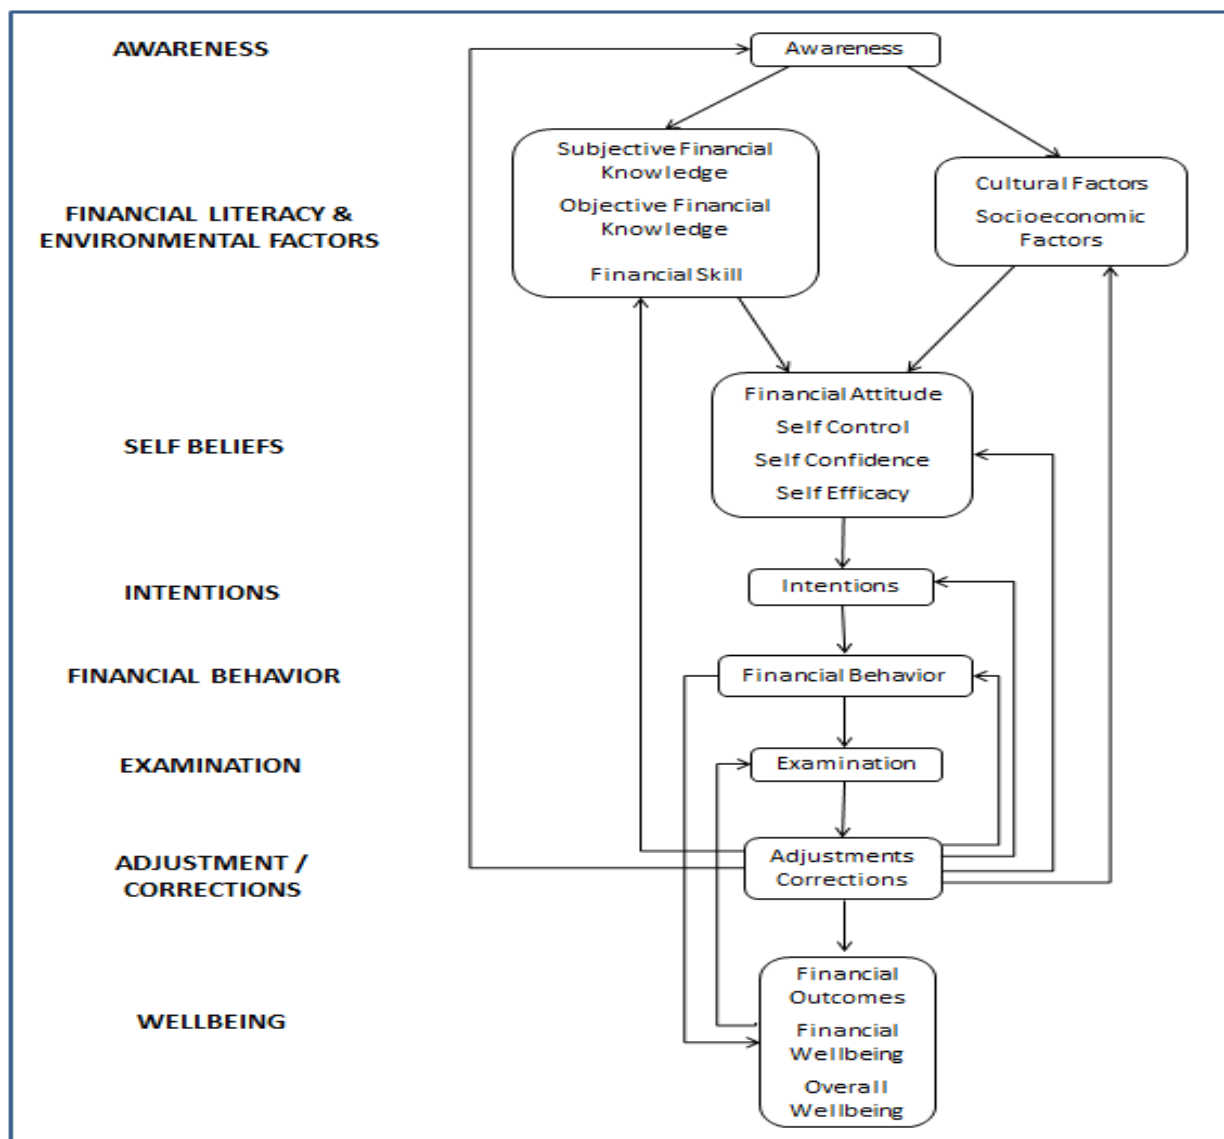 AWARENESS
Awareness
Subjective Financial
Knowledge
Objective Financial
Knowledge
Financial Skill
Cultural Factors
Socioeconomic
Factors
FINANCIAL LITERACY &
ENVIRONMENTAL FACTORS
SELF BELIEFS
Financial Attitude
Self Control
Self Confidence
Self Efficacy
INTENTIONS
Intentions
FINANCIAL BEHAVIOR
Financial Behavior
EXAMINATION
Examination
ADJUSTMENT /
CORRECTIONS
Adjustments
Corrections
WELLBEING
Financial
Outcomes
Financial
Wellbeing
Overall
Wellbeing